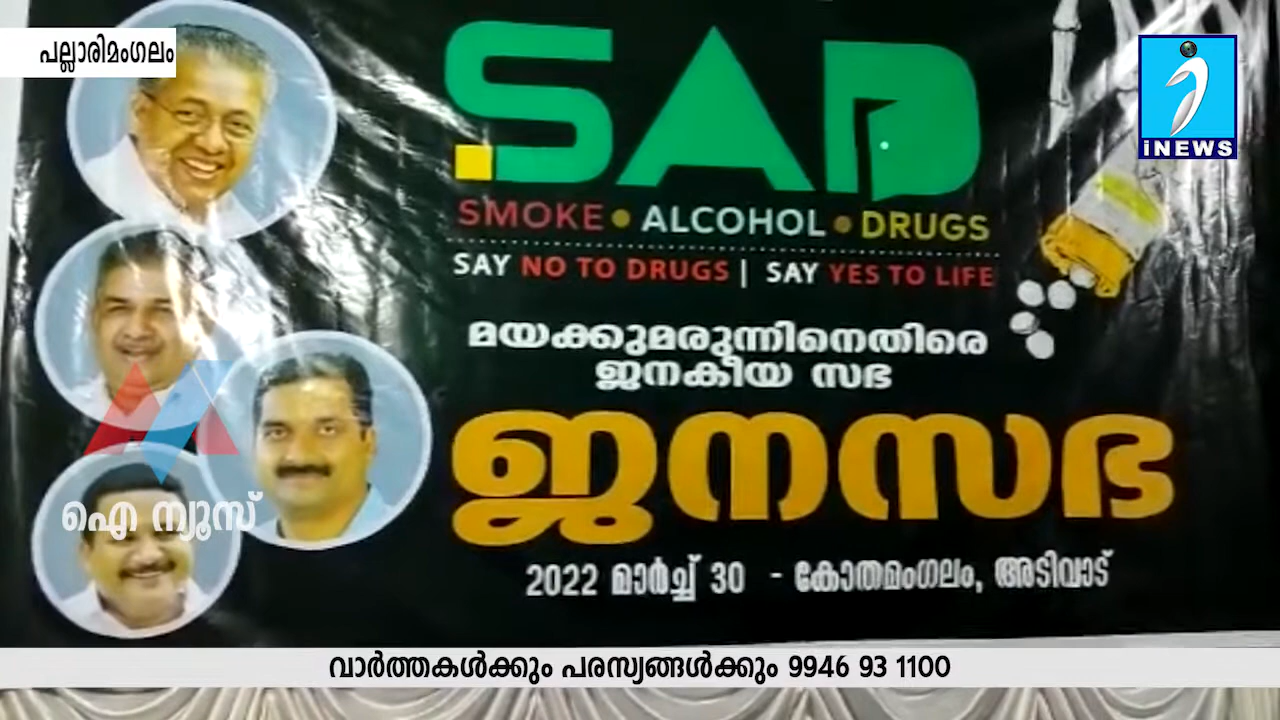 പല്ലാരിമംഗലം
iNEWS
SAD
SMOKE • ALCOHOL • DRUGS
SAY NO TO DRUGS | SAY YES TO LIFE
മയക്കുമരുന്നിനെതിരെ
ജനകീയ സഭ
ജനസഭ
ഐ ന്യൂസ്
2022 മാർച്ച് 30 - കോതമംഗലം, അടിവാട്
വാർത്തകൾക്കും പരസ്യങ്ങൾക്കും 9946 93 1100